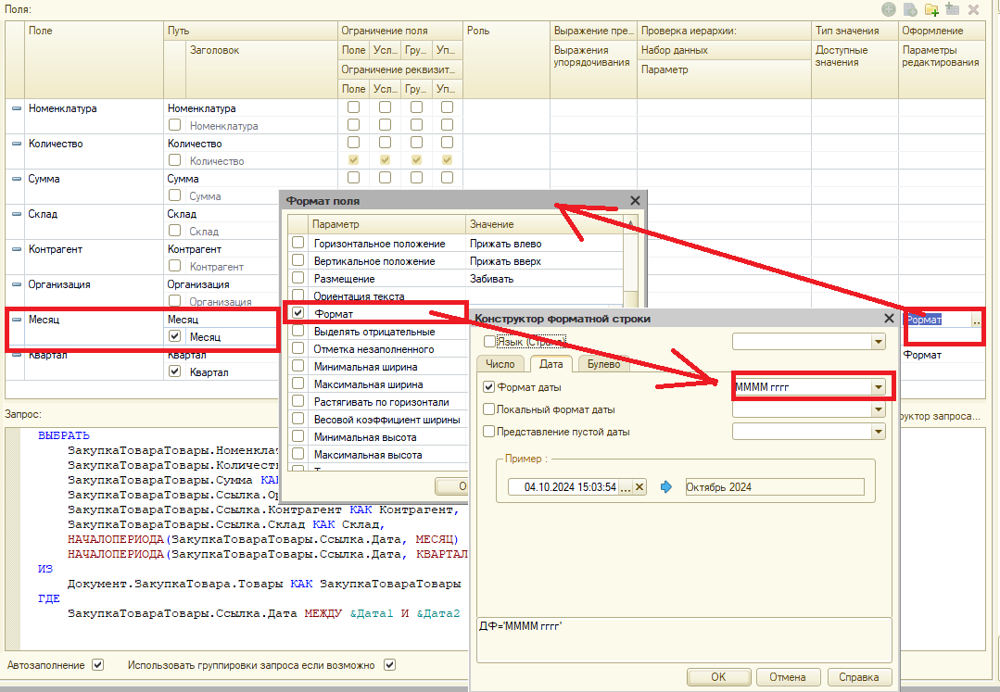 Поля:
Поле
Путь
Ограничение поля
Роль
Выражение пре...
Проверка иерархии:
Тип значения
Оформление
Заголовок
Поле
Усл...
Гру...
Уп...
Выражения упорядочивания
Набор данных
Доступные значения
Параметры редактирования
Ограничение реквизит...
Параметр
Поле
Усл...
Гру...
Уп...
Номенклатура
Номенклатура
Номенклатура
Количество
Количество
Количество
Сумма
Сумма
Сумма
Склад
Склад
Склад
Контрагент
Контрагент
Контрагент
Организация
Организация
Организация
Месяц
Месяц
Месяц
Формат
...
Квартал
Квартал
Квартал
Формат
Формат поля
Параметр
Значение
Горизонтальное положение
Прижать влево
Вертикальное положение
Прижать вверх
Размещение
Забивать
Ориентация текста
Формат
Выделять отрицательные
Отметка незаполненного
Минимальная ширина
Максимальная ширина
Растягивать по горизонтали
Весовой коэффициент ширины
Минимальная высота
Максимальная высота
Конструктор форматной строки
Язык (Страна)
Число
Дата
Булево
Формат даты
ММММ гггг
Локальный формат даты
Представление пустой даты
Пример :
04.10.2024 15:03:54
...
Октябрь 2024
ДФ='ММММ гггг'
ОК
Отмена
Справка
Запрос:
руктор запроса...
ВЫБРАТЬ
ЗакупкаТовараТовары.Номенклат
ЗакупкаТовараТовары.Количеств
ЗакупкаТовараТовары.Сумма КАК
ЗакупкаТовараТовары.Ссылка.Ор
ЗакупкаТовараТовары.Ссылка.Контрагент КАК Контрагент,
ЗакупкаТовараТовары.Ссылка.Склад КАК Склад,
НАЧАЛОПЕРИОДА(ЗакупкаТовараТовары.Ссылка.Дата, МЕСЯЦ)
НАЧАЛОПЕРИОДА(ЗакупкаТовараТовары.Ссылка.Дата, КВАРТАЛ
ИЗ
Документ.ЗакупкаТовара.Товары КАК ЗакупкаТовараТовары
ГДЕ
ЗакупкаТовараТовары.Ссылка.Дата МЕЖДУ &Дата1 И &Дата2
Автозаполнение
Использовать группировки запроса если возможно